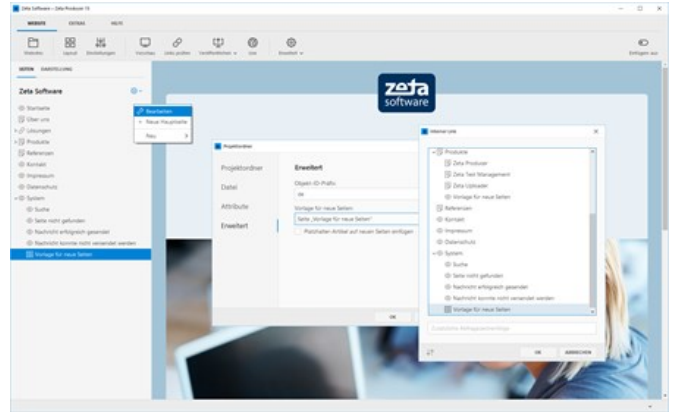 Zeta Software – Zeta Producer 15
WEBSITE EXTRAS HILFE
Websites Layout Einstellungen Vorschau Links prüfen Veröffentlichen Live Erweitert Einfügen aus
SEITEN DARSTELLUNG
Zeta Software
Startseite
Über uns
Lösungen
Produkte
Referenzen
Kontakt
Impressum
Datenschutz
System
Suche
Seite nicht gefunden
Nachricht erfolgreich gesendet
Nachricht konnte nicht versendet werden
Vorlage für neue Seiten
Bearbeiten
Neue Hauptseite
Neu
zeta
software
Projektordner
Projektordner
Datei
Attribute
Erweitert
Erweitert
Objekt-ID-Präfix:
Vorlage für neue Seiten:
Seite „Vorlage für neue Seiten"
Platzhalter-Artikel auf neuen Seiten einfügen
OK
Interner Link
Produkte
Zeta Producer
Zeta Test Management
Zeta Uploader
Vorlage für neue Seiten
Referenzen
Kontakt
Impressum
Datenschutz
System
Suche
Seite nicht gefunden
Nachricht erfolgreich gesendet
Nachricht konnte nicht versendet werden
Vorlage für neue Seiten
OK ABBRECHEN